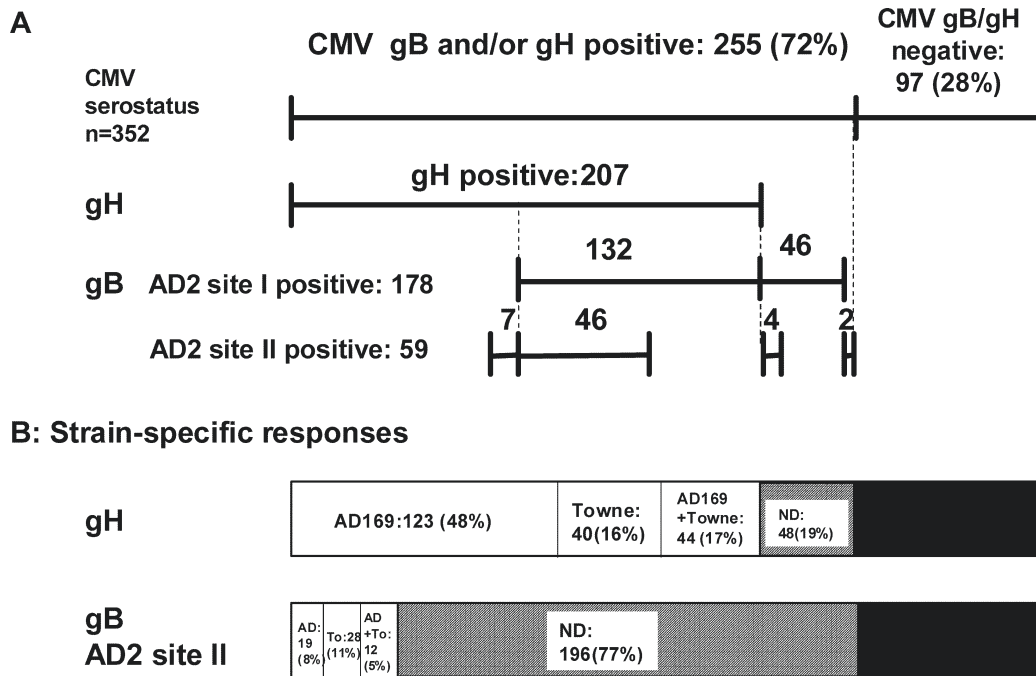 A
CMV gB and/or gH positive: 255 (72%)
CMV gB/gH
negative:
97 (28%)
CMV
serostatus
n=352
gH positive:207
gH
132
46
gB
AD2 site I positive: 178
7
46
4
2
AD2 site II positive: 59
B: Strain-specific responses
gH
AD169:123 (48%)
Towne:
40(16%)
AD169
+Towne:
44 (17%)
ND:
48(19%)
gB
AD2 site II
AD:
19
(8%)
To:28
(11%)
AD
+To:
12
(5%)
ND:
196(77%)